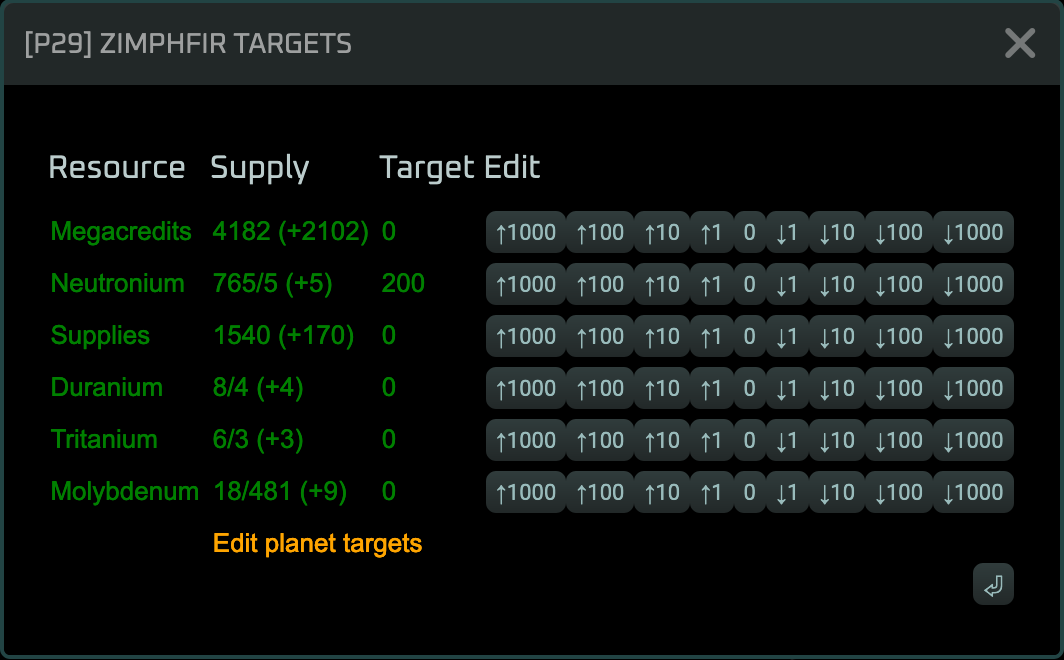 [P29] ZIMPHFIR TARGETS
Resource Supply Target Edit
Megacredits 4182 (+2102) 0 ↑1000 ↑100 ↑10 ↑1 0 ↓1 ↓10 ↓100 ↓1000
Neutronium 765/5 (+5) 200 ↑1000 ↑100 ↑10 ↑1 0 ↓1 ↓10 ↓100 ↓1000
Supplies 1540 (+170) 0 ↑1000 ↑100 ↑10 ↑1 0 ↓1 ↓10 ↓100 ↓1000
Duranium 8/4 (+4) 0 ↑1000 ↑100 ↑10 ↑1 0 ↓1 ↓10 ↓100 ↓1000
Tritanium 6/3 (+3) 0 ↑1000 ↑100 ↑10 ↑1 0 ↓1 ↓10 ↓100 ↓1000
Molybdenum 18/481 (+9) 0 ↑1000 ↑100 ↑10 ↑1 0 ↓1 ↓10 ↓100 ↓1000
Edit planet targets